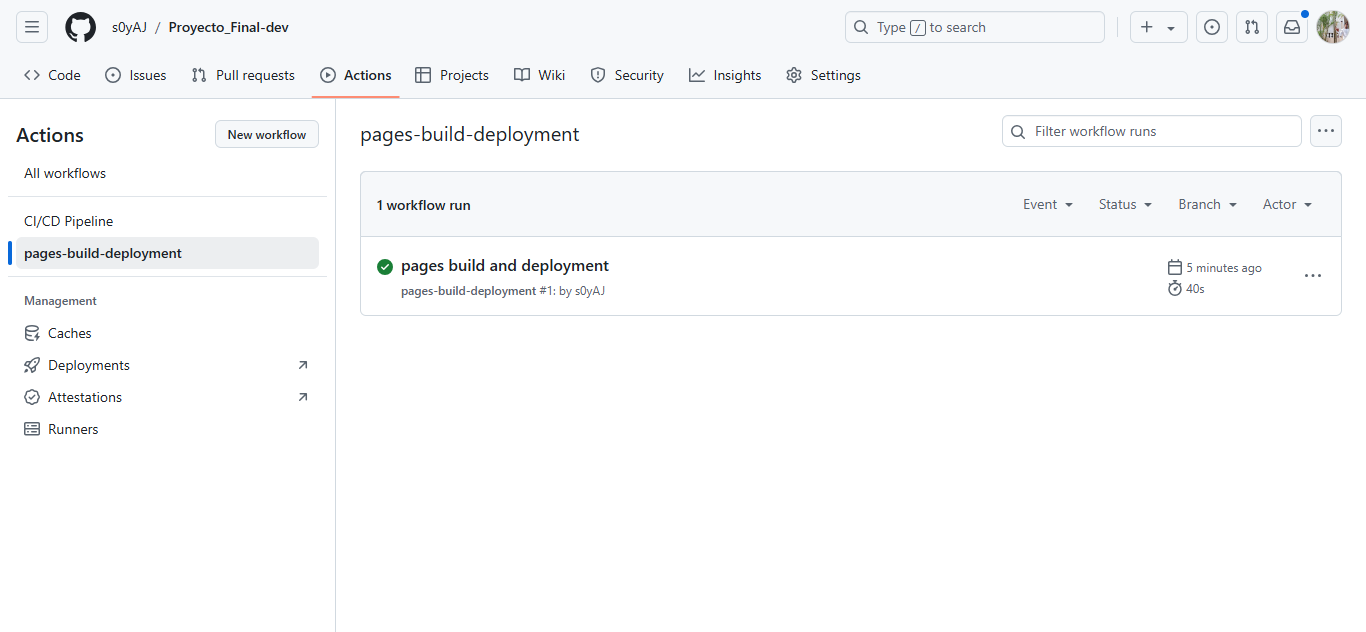 s0yAJ / Proyecto_Final-dev
Type / to search
Code Issues Pull requests Actions Projects Wiki Security Insights Settings
Actions
New workflow
All workflows
CI/CD Pipeline
pages-build-deployment
Management
Caches
Deployments
Attestations
Runners
pages-build-deployment
Filter workflow runs
1 workflow run
Event Status Branch Actor
pages build and deployment
pages-build-deployment #1: by s0yAJ
5 minutes ago
40s